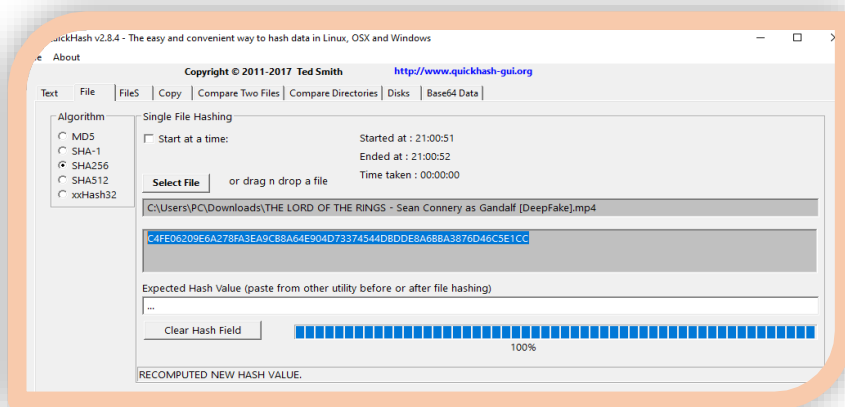 uickHash v2.8.4 - The easy and convenient way to hash data in Linux, OSX and Windows
e About
Copyright © 2011-2017 Ted Smith http://www.quickhash-gui.org
Text File FileS Copy Compare Two Files Compare Directories Disks Base64 Data
Algorithm
MD5
SHA-1
SHA256
SHA512
xxHash32
Single File Hashing
Start at a time:
Started at : 21:00:51
Ended at : 21:00:52
Time taken : 00:00:00
Select File or drag n drop a file
C:\Users\PC\Downloads\THE LORD OF THE RINGS - Sean Connery as Gandalf [DeepFake].mp4
C4FE06209E6A278FA3EA9CB8A64E904D73374544DBDDE8A6BBA3876D46C5E1CC
Expected Hash Value (paste from other utility before or after file hashing)
...
Clear Hash Field
100%
RECOMPUTED NEW HASH VALUE.